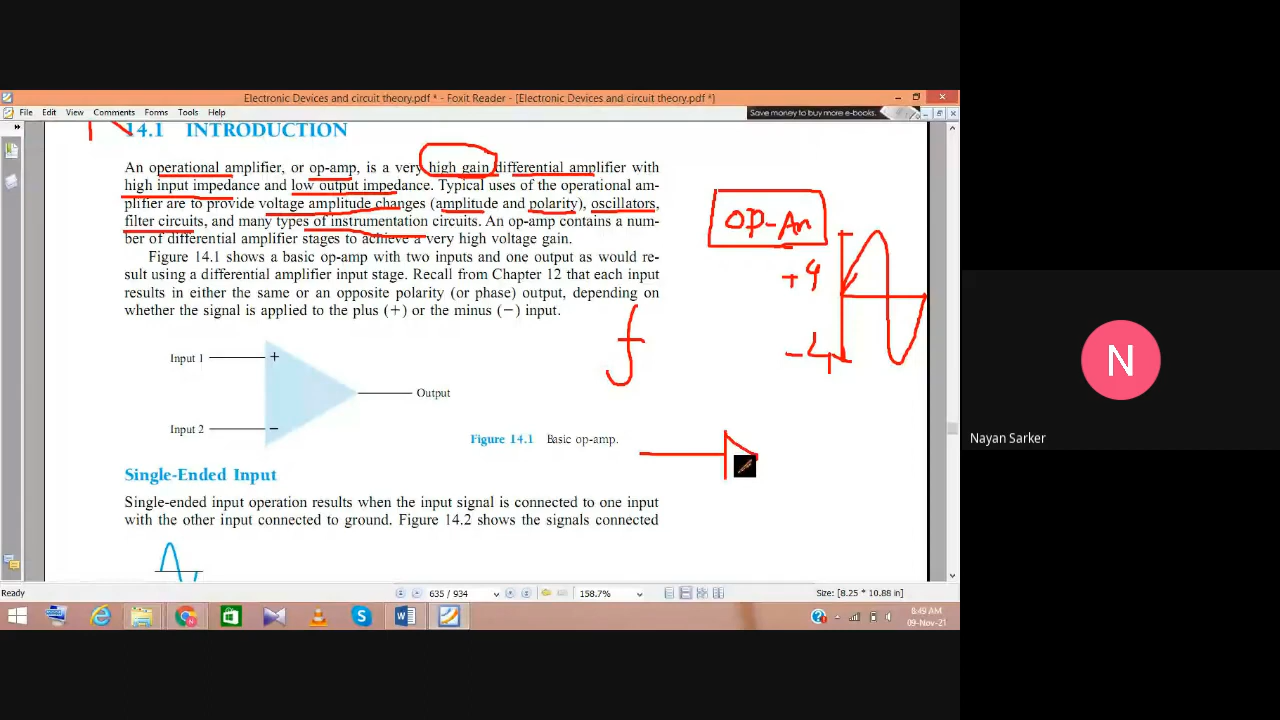 Electronic Devices and circuit theory.pdf * - Foxit Reader - [Electronic Devices and circuit theory.pdf *]
File Edit View Comments Forms Tools Help
Save money to buy more e-books.
14.1 INTRODUCTION
An operational amplifier, or op-amp, is a very high gain differential amplifier with
high input impedance and low output impedance. Typical uses of the operational am-
plifier are to provide voltage amplitude changes (amplitude and polarity), oscillators,
filter circuits, and many types of instrumentation circuits. An op-amp contains a num-
ber of differential amplifier stages to achieve a very high voltage gain.
Figure 14.1 shows a basic op-amp with two inputs and one output as would re-
sult using a differential amplifier input stage. Recall from Chapter 12 that each input
results in either the same or an opposite polarity (or phase) output, depending on
whether the signal is applied to the plus (+) or the minus (−) input.
OP-Am
+4
-4
f
Input 1
+
Output
Input 2
−
Figure 14.1 Basic op-amp.
Single-Ended Input
Single-ended input operation results when the input signal is connected to one input
with the other input connected to ground. Figure 14.2 shows the signals connected
Ready
635 / 934
158.7%
Size: [8.25 * 10.88 in]
8:49 AM
09-Nov-21
N
Nayan Sarker